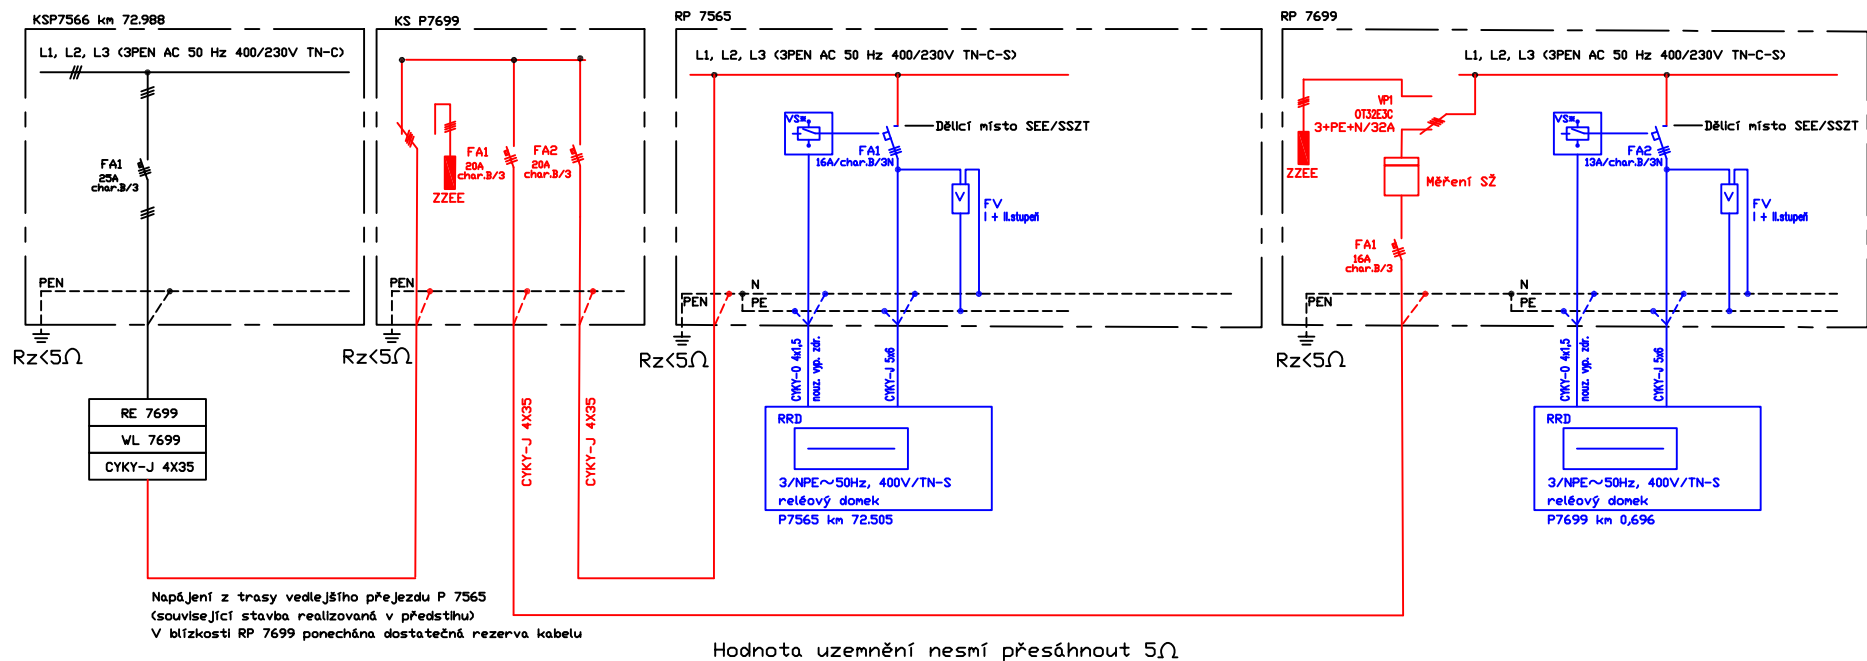 KSP7566 km 72.988
L1, L2, L3 (3PEN AC 50 Hz 400/230V TN-C)
FA1
25A
char.B/3
PEN
Rz<5Ω
RE 7699
WL 7699
CYKY-J 4X35
Napájení z trasy vedlejšího přejezdu P 7565
(související stavba realizovaná v předstihu)
V blízkosti RP 7699 ponechána dostatečná rezerva kabelu
KS P7699
FA1
20A
char.B/3
ZZEE
FA2
20A
char.B/3
PEN
Rz<5Ω
CYKY-J 4X35
CYKY-J 4X35
RP 7565
L1, L2, L3 (3PEN AC 50 Hz 400/230V TN-C-S)
VS*
Dělící místo SEE/SSZT
FA1
16A/char.B/3N
V
FV
I + II.stupeň
N
PEN
PE
Rz<5Ω
CYKY-O 4x1,5
nouz. vyp. zdr.
CYKY-J 5x6
RRD
3/NPE~50Hz, 400V/TN-S
reléový domek
P7565 km 72.505
RP 7699
L1, L2, L3 (3PEN AC 50 Hz 400/230V TN-C-S)
VP1
OT32E3C
3+PE+N/32A
ZZEE
Měření SŽ
FA1
16A
char.B/3
VS*
Dělící místo SEE/SSZT
FA2
13A/char.B/3N
V
FV
I + II.stupeň
N
PEN
PE
Rz<5Ω
CYKY-O 4x1,5
nouz. vyp. zdr.
CYKY-J 5x6
RRD
3/NPE~50Hz, 400V/TN-S
reléový domek
P7699 km 0,696
Hodnota uzemnění nesmí přesáhnout 5Ω